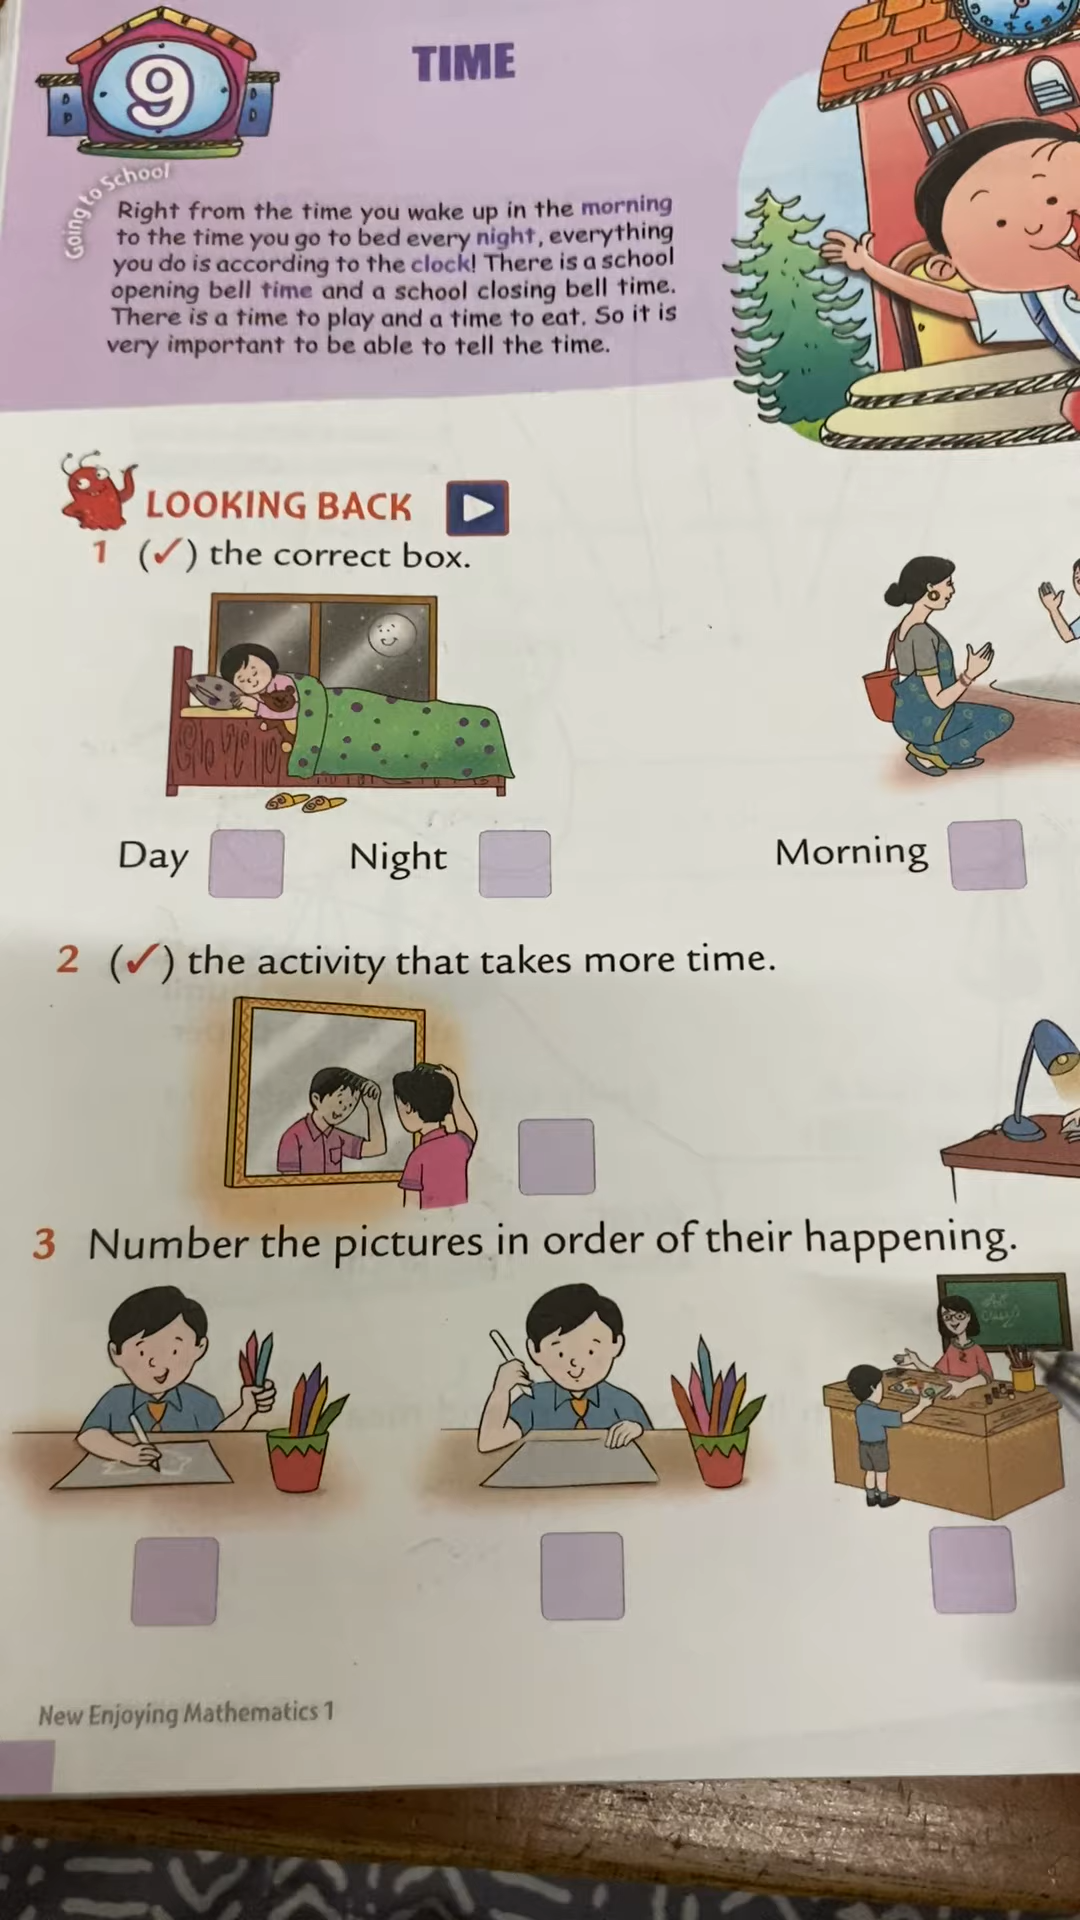 9
TIME
Going to School
Right from the time you wake up in the morning
to the time you go to bed every night, everything
you do is according to the clock! There is a school
opening bell time and a school closing bell time.
There is a time to play and a time to eat. So it is
very important to be able to tell the time.
LOOKING BACK
1 (✓) the correct box.
Day
Night
Morning
2 (✓) the activity that takes more time.
3 Number the pictures in order of their happening.
New Enjoying Mathematics 1